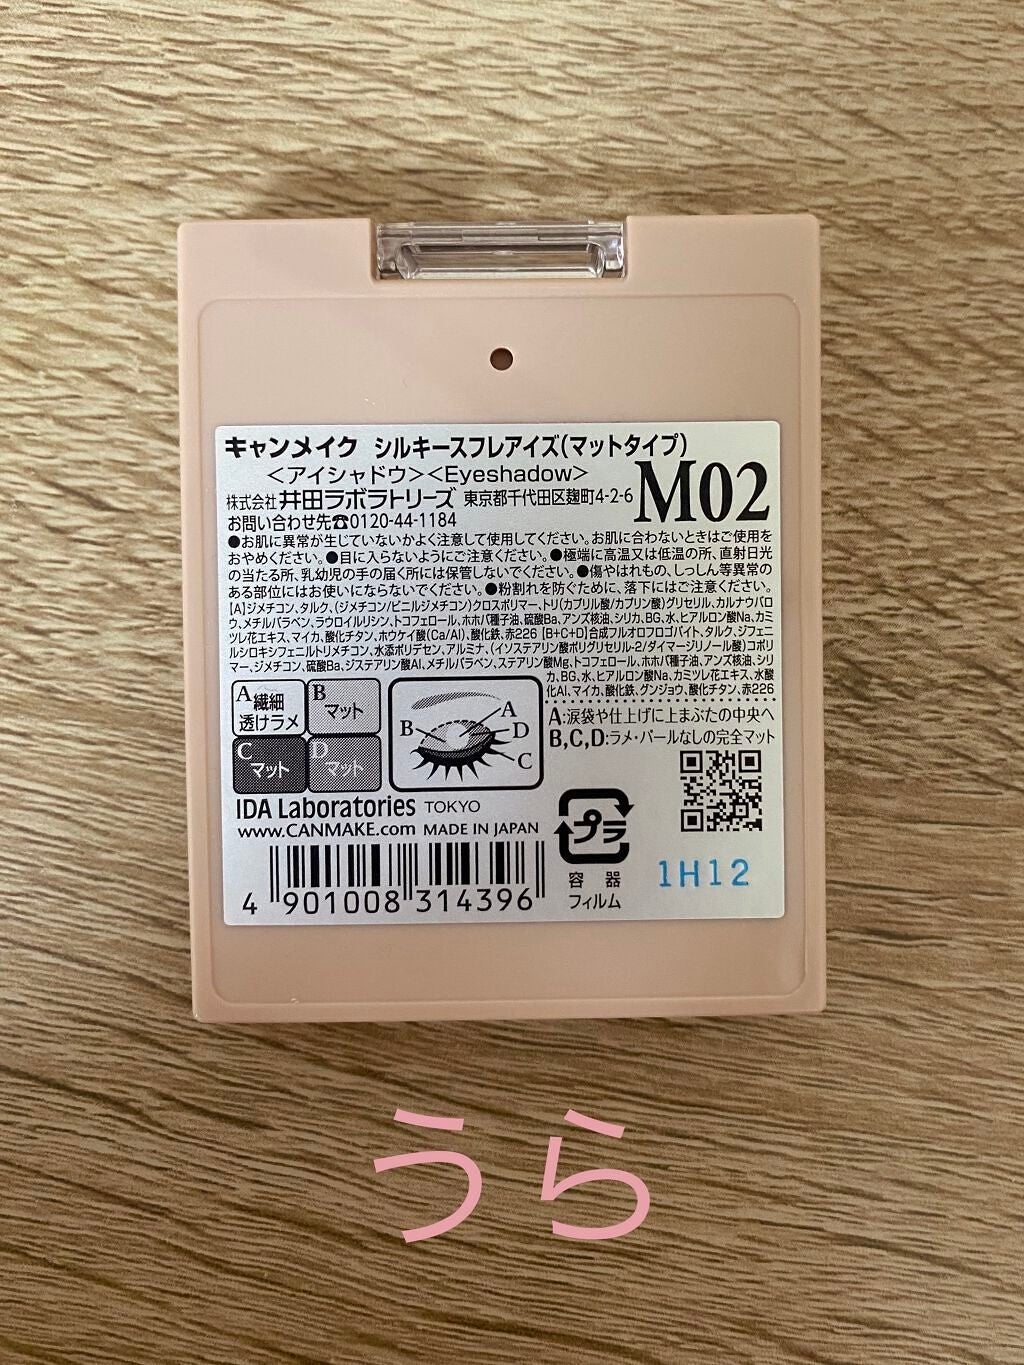 キャンメイク シルキースフレアイズ(マットタイプ)
＜アイシャドウ＞＜Eyeshadow＞
M02
株式会社 井田ラボラトリーズ 東京都千代田区麹町4-2-6
お問い合わせ先☎0120-44-1184
●お肌に異常が生じていないかよく注意して使用してください。お肌に合わないときはご使用を
おやめください。●目に入らないようにご注意ください。●極端に高温又は低温の所、直射日光
の当たる所、乳幼児の手の届く所には保管しないでください。●傷やはれもの、しっしん等異常の
ある部位にはお使いにならないでください。●粉割れを防ぐために、落下にはご注意ください。
[A]ジメチコン、タルク、(ジメチコン/ビニルジメチコン)クロスポリマー、トリ(カプリル酸/カプリン酸)グリセリル、カルナウバロ
ウ、メチルパラベン、ラウロイルリシン、トコフェロール、ホホバ種子油、硫酸Ba、アンズ核油、シリカ、BG、水、ヒアルロン酸Na、カミ
ツレ花エキス、マイカ、酸化チタン、ホウケイ酸(Ca/Al)、酸化鉄、赤226 [B+C+D]合成フルオロフロゴパイト、タルク、ジフェニ
ルシロキシフェニルトリメチコン、水添ポリデセン、アルミナ、(イソステアリン酸ポリグリセリル-2/ダイマージリノール酸)コポリ
マー、ジメチコン、硫酸Ba、ジステアリン酸Al、メチルパラベン、ステアリン酸Mg、トコフェロール、ホホバ種子油、アンズ核油、シリ
カ、BG、水、ヒアルロン酸Na、カミツレ花エキス、水酸
化Al、マイカ、酸化鉄、グンジョウ、酸化チタン、赤226
A 繊細
透けラメ
B マット
C マット
D マット
A
B
D
C
A:涙袋や仕上げに上まぶたの中央へ
B,C,D:ラメ・パールなしの完全マット
IDA Laboratories TOKYO
www.CANMAKE.com MADE IN JAPAN
プラ
容 器
フィルム
1H12
4 901008 314396
うら